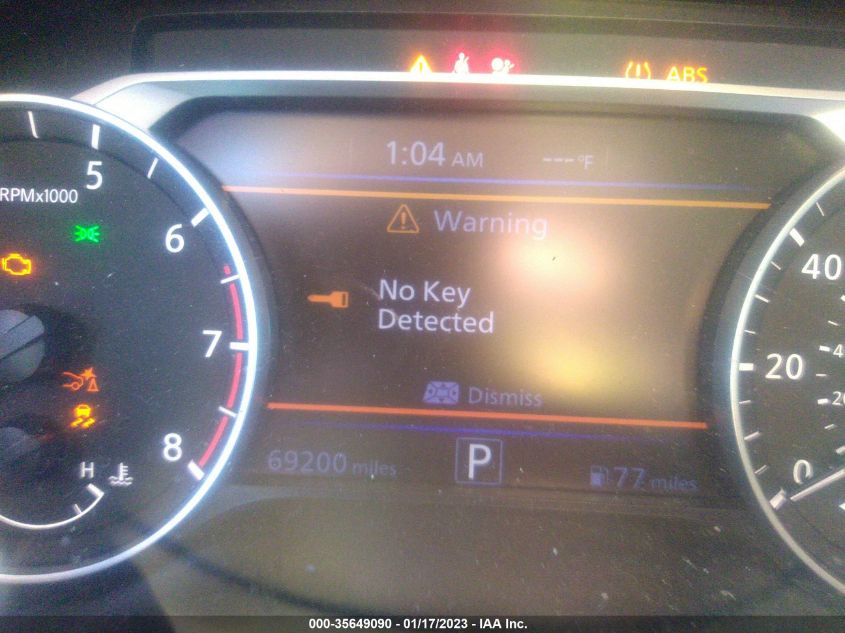 ABS
1:04 AM ---°F
5
RPMx1000
Warning
6
40
No Key
Detected
7
20
Dismiss
8
H
69200 miles
P
77 miles
0
000-35649090 - 01/17/2023 - IAA Inc.